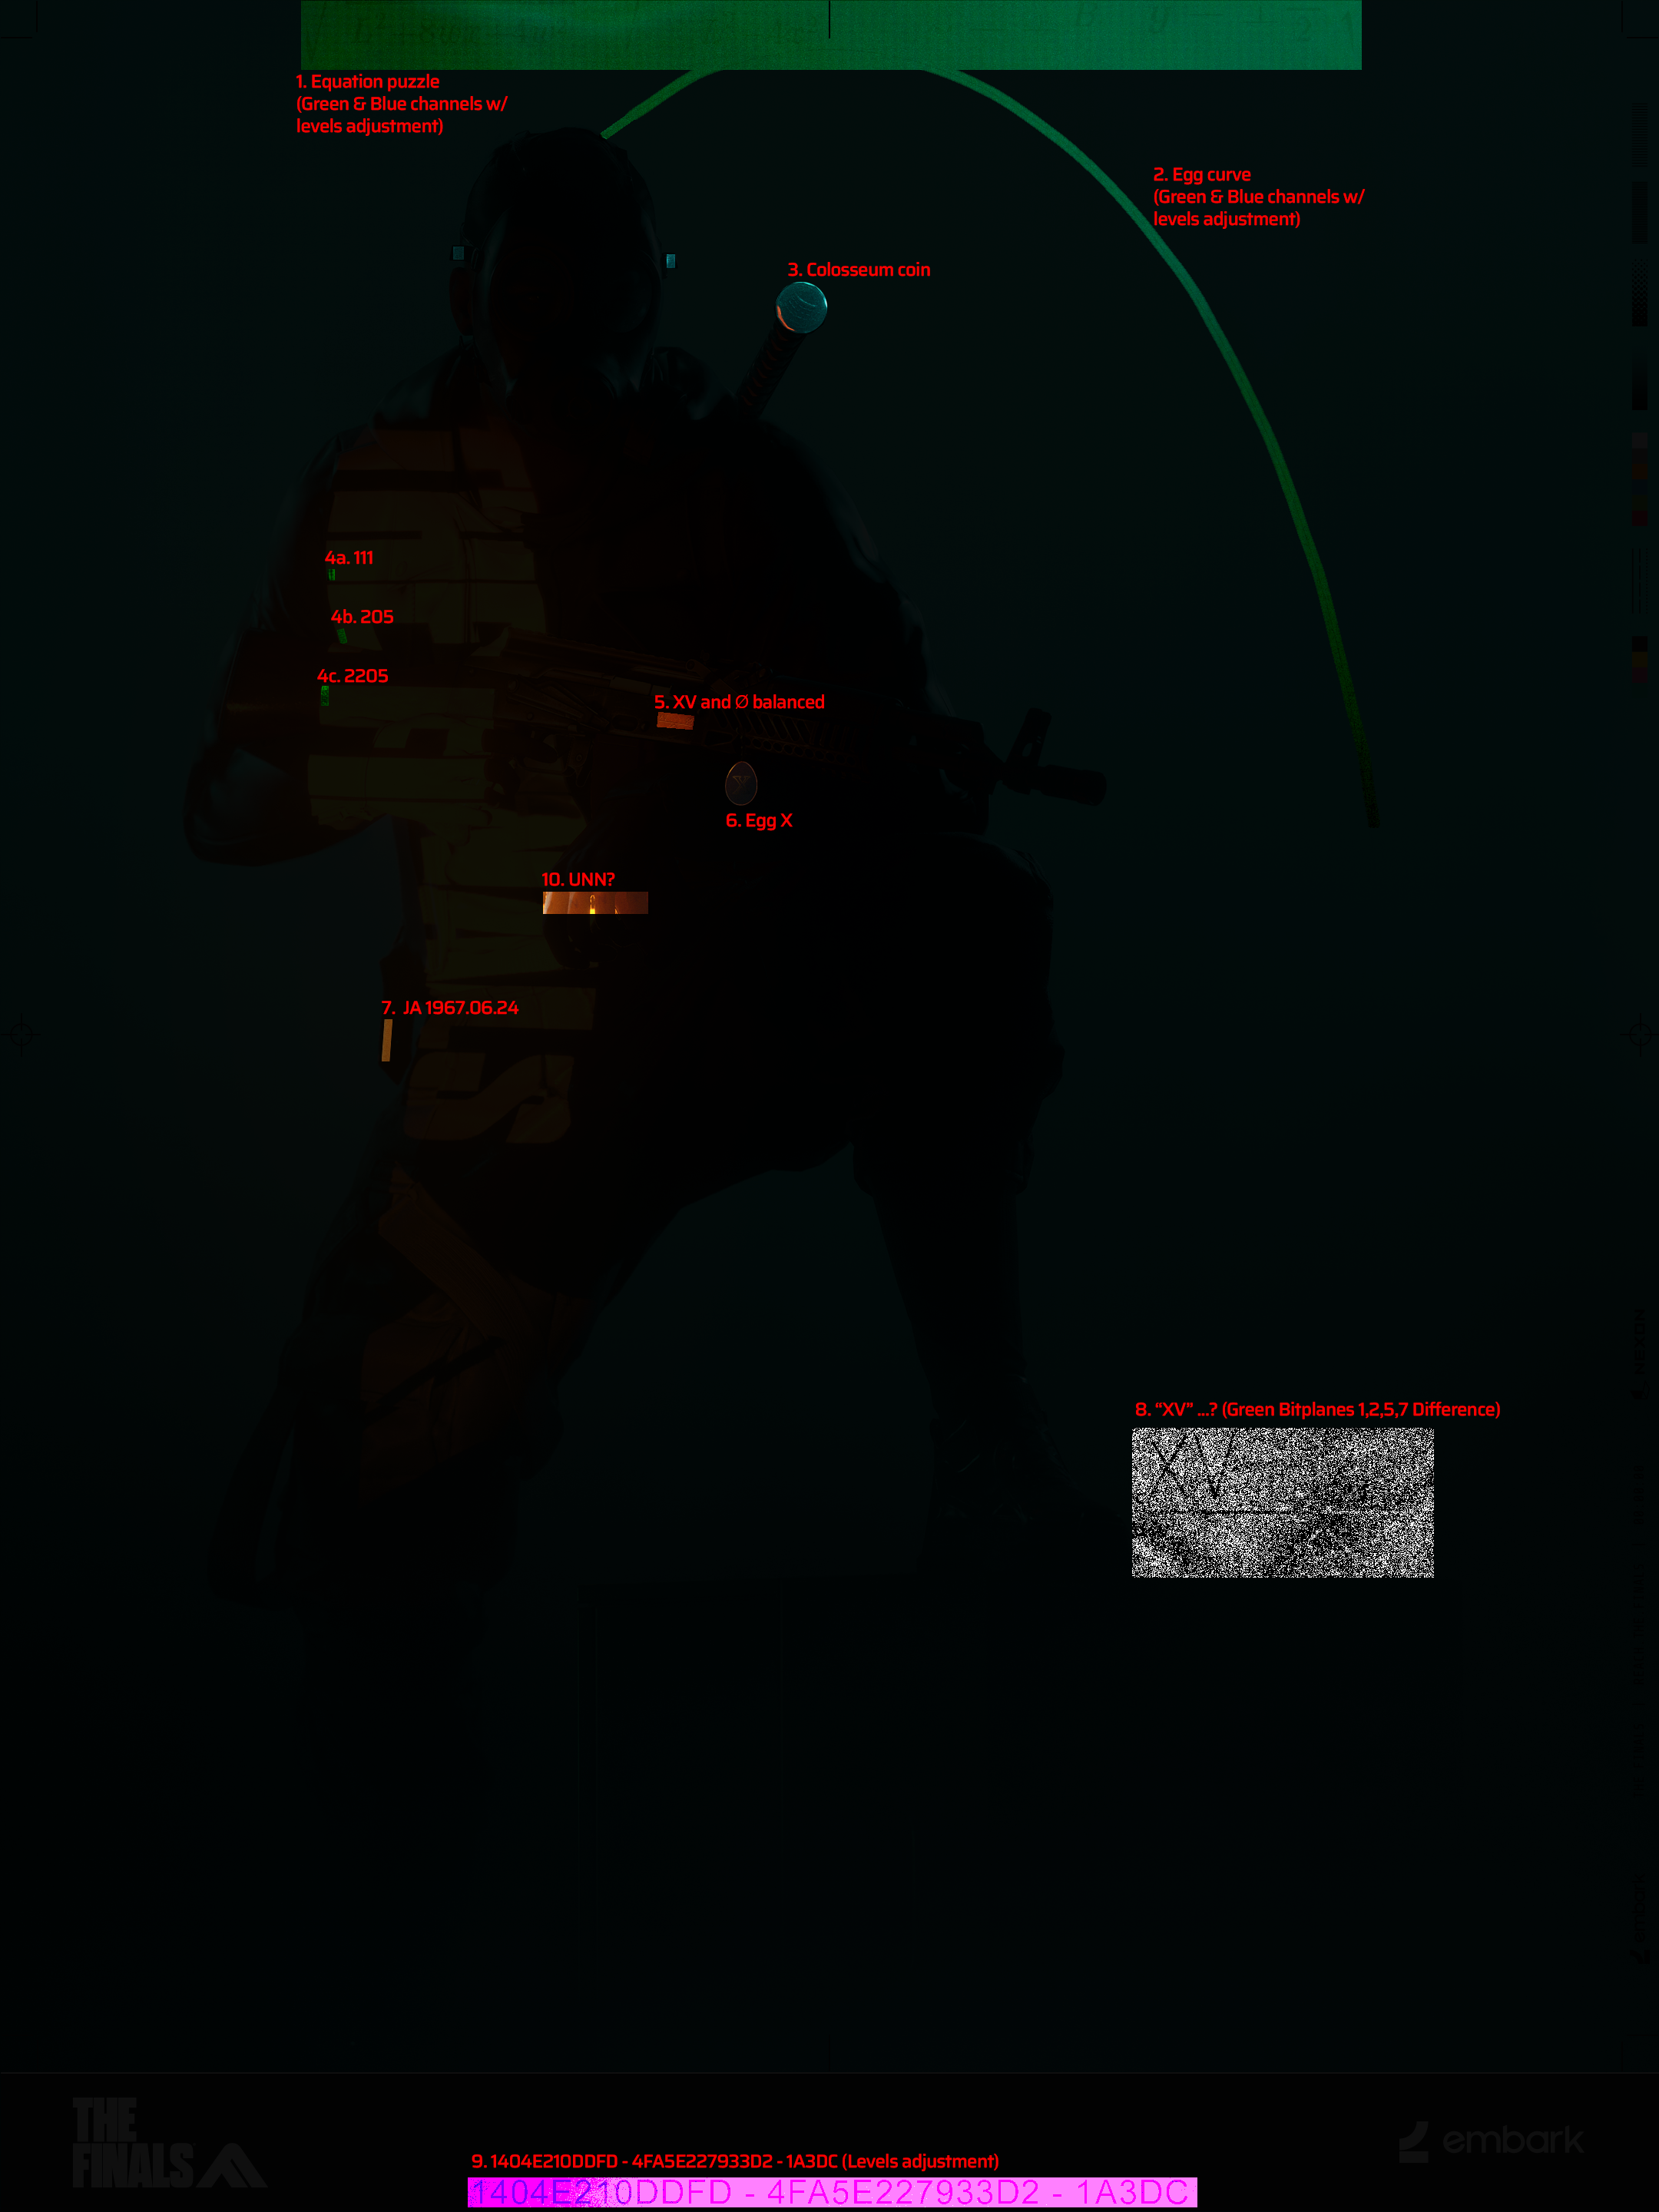 1. Equation puzzle
(Green & Blue channels w/
levels adjustment)
2. Egg curve
(Green & Blue channels w/
levels adjustment)
3. Colosseum coin
4a. 111
4b. 205
4c. 2205
5. XV and Ø balanced
6. Egg X
10. UNN?
7. JA 1967.06.24
8. “XV” ...? (Green Bitplanes 1,2,5,7 Difference)
XV
THE
FINALS
embark
embark
9. 1404E210DDFD - 4FA5E227933D2 - 1A3DC (Levels adjustment)
1404E210DDFD - 4FA5E227933D2 - 1A3DC